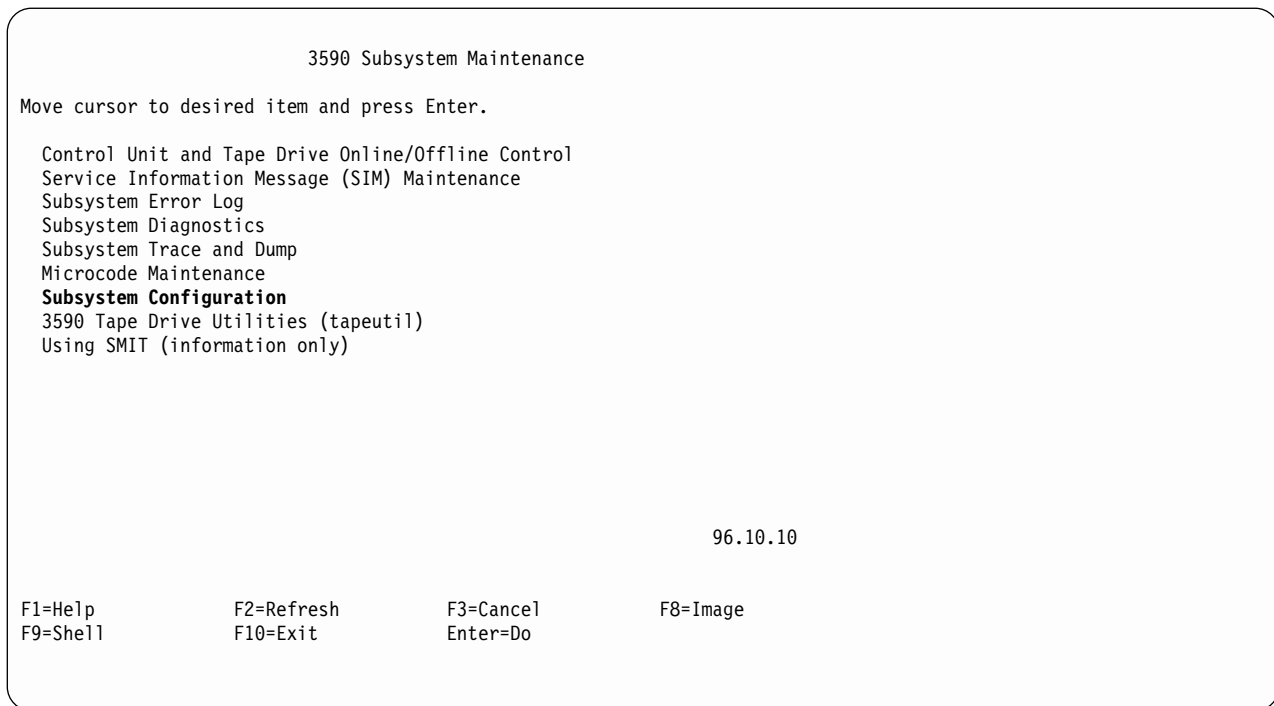 3590 Subsystem Maintenance
Move cursor to desired item and press Enter.
Control Unit and Tape Drive Online/Offline Control
Service Information Message (SIM) Maintenance
Subsystem Error Log
Subsystem Diagnostics
Subsystem Trace and Dump
Microcode Maintenance
Subsystem Configuration
3590 Tape Drive Utilities (tapeutil)
Using SMIT (information only)
96.10.10
F1=Help F2=Refresh F3=Cancel F8=Image
F9=Shell F10=Exit Enter=Do